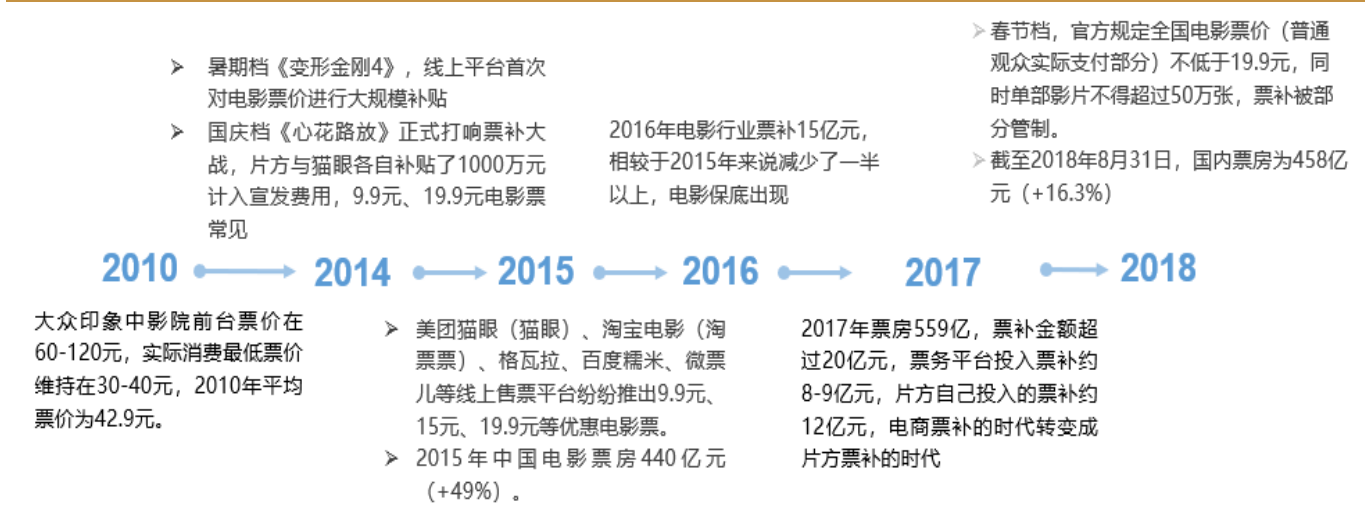 暑期档《变形金刚4》，线上平台首次
对电影票价进行大规模补贴
国庆档《心花路放》正式打响票补大
战，片方与猫眼各自补贴了1000万元
计入宣发费用，9.9元、19.9元电影票
常见
2016年电影行业票补15亿元，
相较于2015年来说减少了一半
以上，电影保底出现
春节档，官方规定全国电影票价（普通
观众实际支付部分）不低于19.9元，同
时单部影片不得超过50万张，票补被部
分管制。
截至2018年8月31日，国内票房为458亿
元（+16.3%）
2010
2014
2015
2016
2017
2018
大众印象中影院前台票价在
60-120元，实际消费最低票价
维持在30-40元，2010年平均
票价为42.9元。
美团猫眼（猫眼）、淘宝电影（淘
票票）、格瓦拉、百度糯米、微票
儿等线上售票平台纷纷推出9.9元、
15元、19.9元等优惠电影票。
2015年中国电影票房440亿元
（+49%）。
2017年票房559亿，票补金额超
过20亿元，票务平台投入票补约
8-9亿元，片方自己投入的票补约
12亿元，电商票补的时代转变成
片方票补的时代